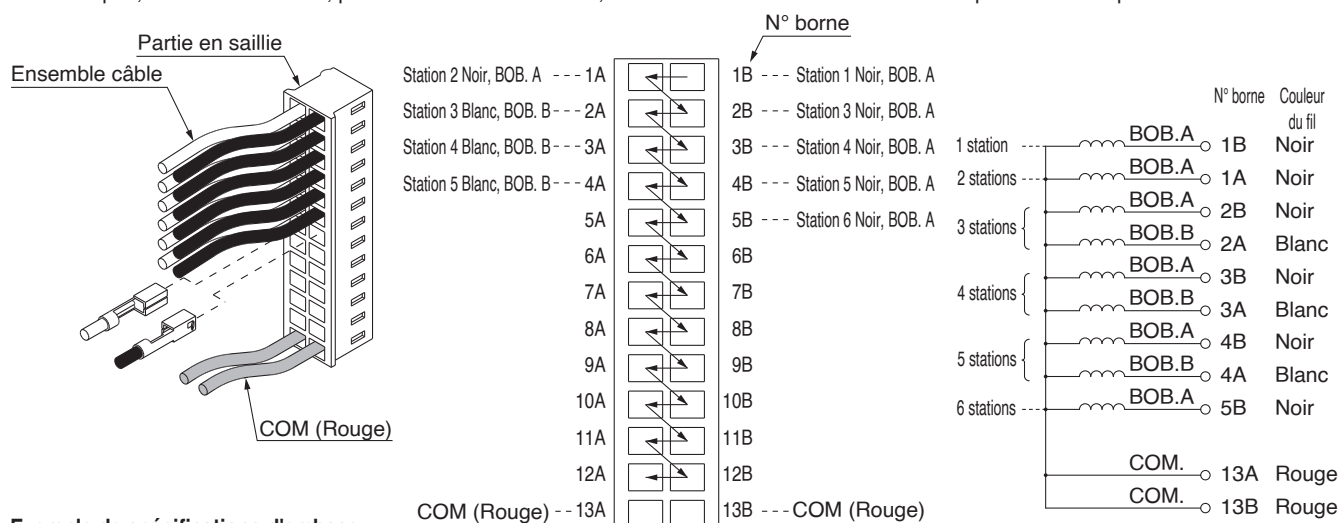 N° borne
Partie en saillie
Ensemble câble
COM (Rouge)
Station 2 Noir, BOB. A --- 1A 1B --- Station 1 Noir, BOB. A
Station 3 Blanc, BOB. B --- 2A 2B --- Station 3 Noir, BOB. A
Station 4 Blanc, BOB. B --- 3A 3B --- Station 4 Noir, BOB. A
Station 5 Blanc, BOB. B --- 4A 4B --- Station 5 Noir, BOB. A
5A 5B --- Station 6 Noir, BOB. A
6A 6B
7A 7B
8A 8B
9A 9B
10A 10B
11A 11B
12A 12B
COM (Rouge) -- 13A 13B --- COM (Rouge)
N° borne Couleur
du fil
1 station BOB.A 1B Noir
2 stations BOB.A 1A Noir
3 stations
BOB.A 2B Noir
BOB.B 2A Blanc
4 stations
BOB.A 3B Noir
BOB.B 3A Blanc
5 stations
BOB.A 4B Noir
BOB.B 4A Blanc
6 stations BOB.A 5B Noir
COM. 13A Rouge
COM. 13B Rouge